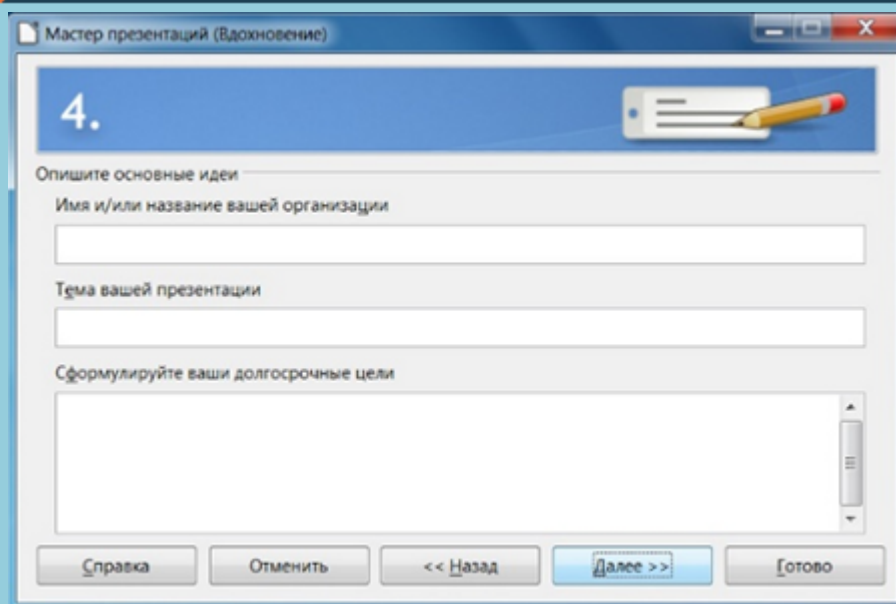 Мастер презентаций (Вдохновение)
4.
Опишите основные идеи
Имя и/или название вашей организации
Тема вашей презентации
Сформулируйте ваши долгосрочные цели
Справка
Отменить
<< Назад
Далее >>
Готово